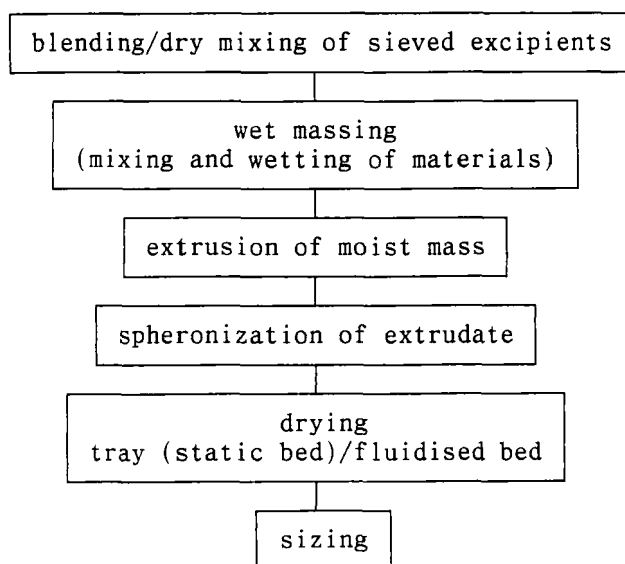 blending/dry mixing of sieved excipients
wet massing
(mixing and wetting of materials)
extrusion of moist mass
spheronization of extrudate
drying
tray (static bed)/fluidised bed
sizing